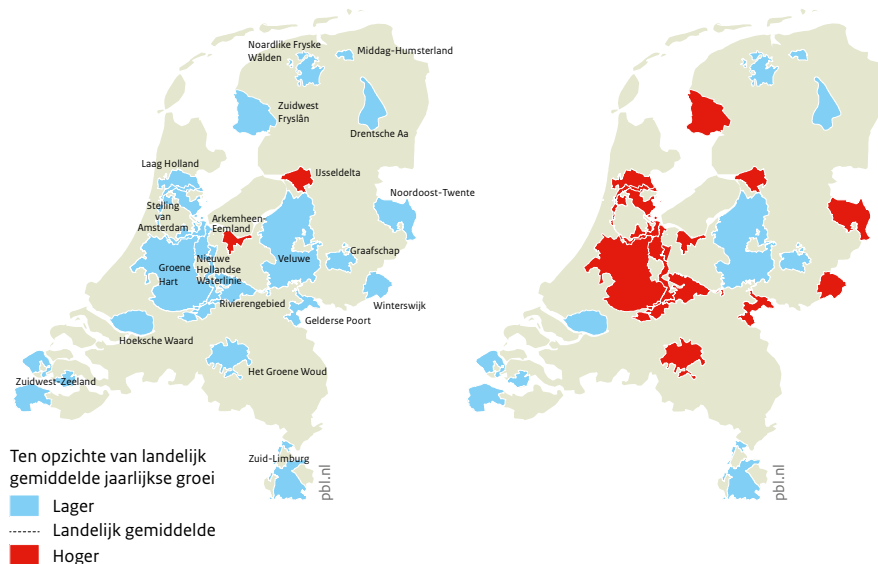 Noardlike Fryske
Wâlden
Middag-Humsterland
Zuidwest
Fryslân
Drentsche Aa
Laag Holland
IJsseldelta
Noordoost-Twente
Stelling
van
Amsterdam
Arkemheen-
Eemland
Graafschap
Groene
Hart
Nieuwe
Hollandse
Waterlinie
Veluwe
Winterswijk
Rivierengebied
Gelderse Poort
Hoeksche Waard
Het Groene Woud
Zuidwest-Zeeland
Zuid-Limburg
pbl.nl
pbl.nl
Ten opzichte van landelijk
gemiddelde jaarlijkse groei
Lager
Landelijk gemiddelde
Hoger